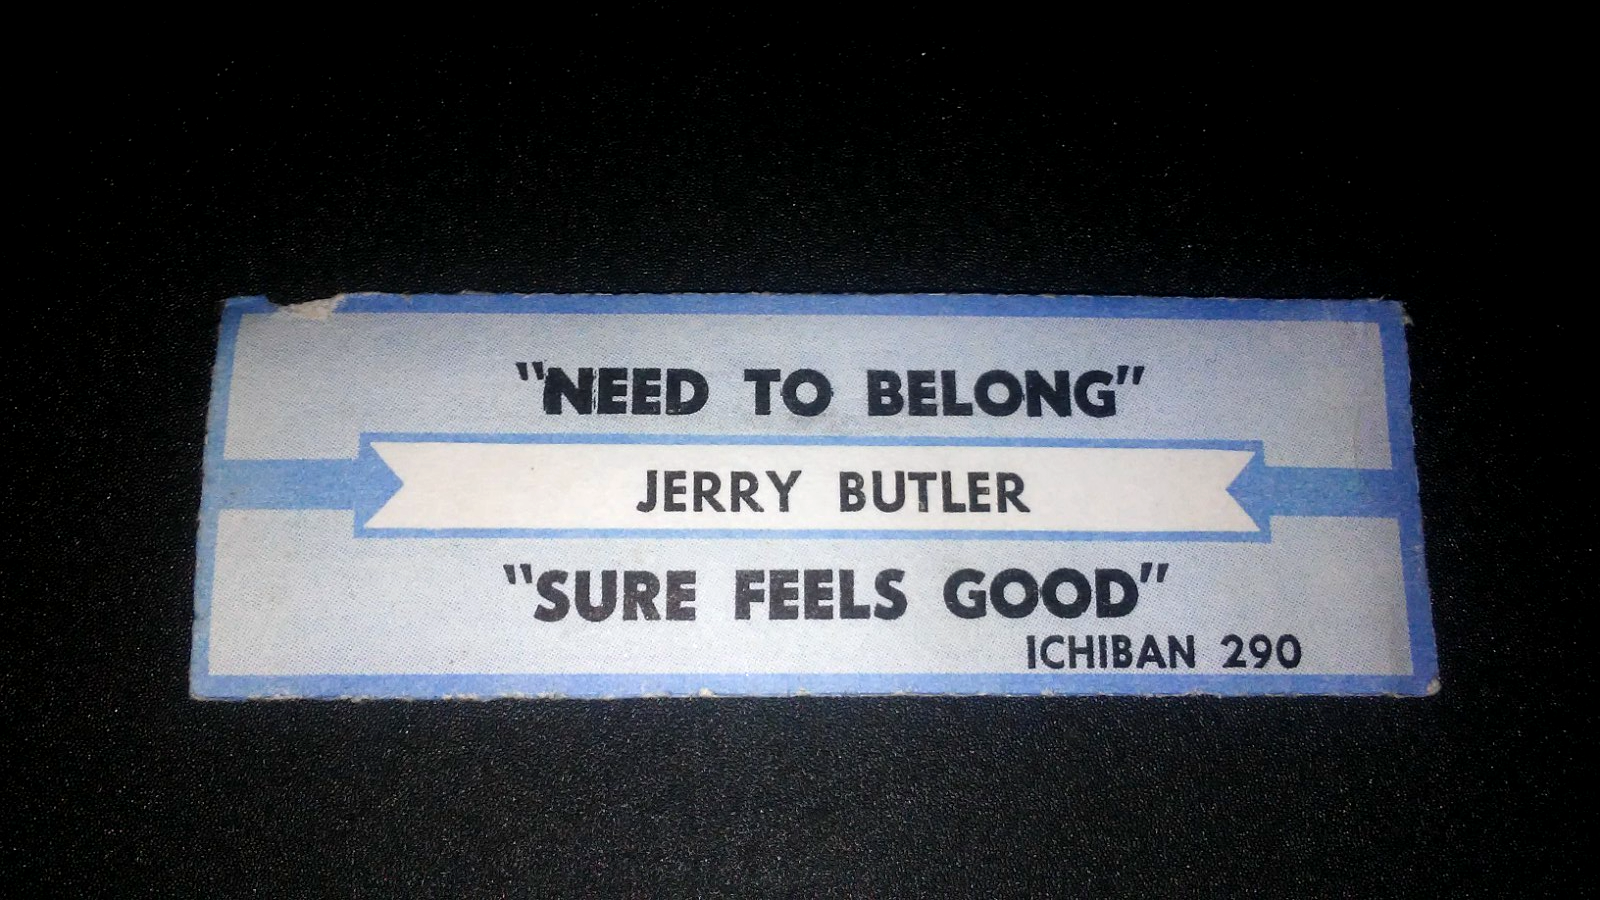 "NEED TO BELONG"
JERRY BUTLER
"SURE FEELS GOOD"
ICHIBAN 290